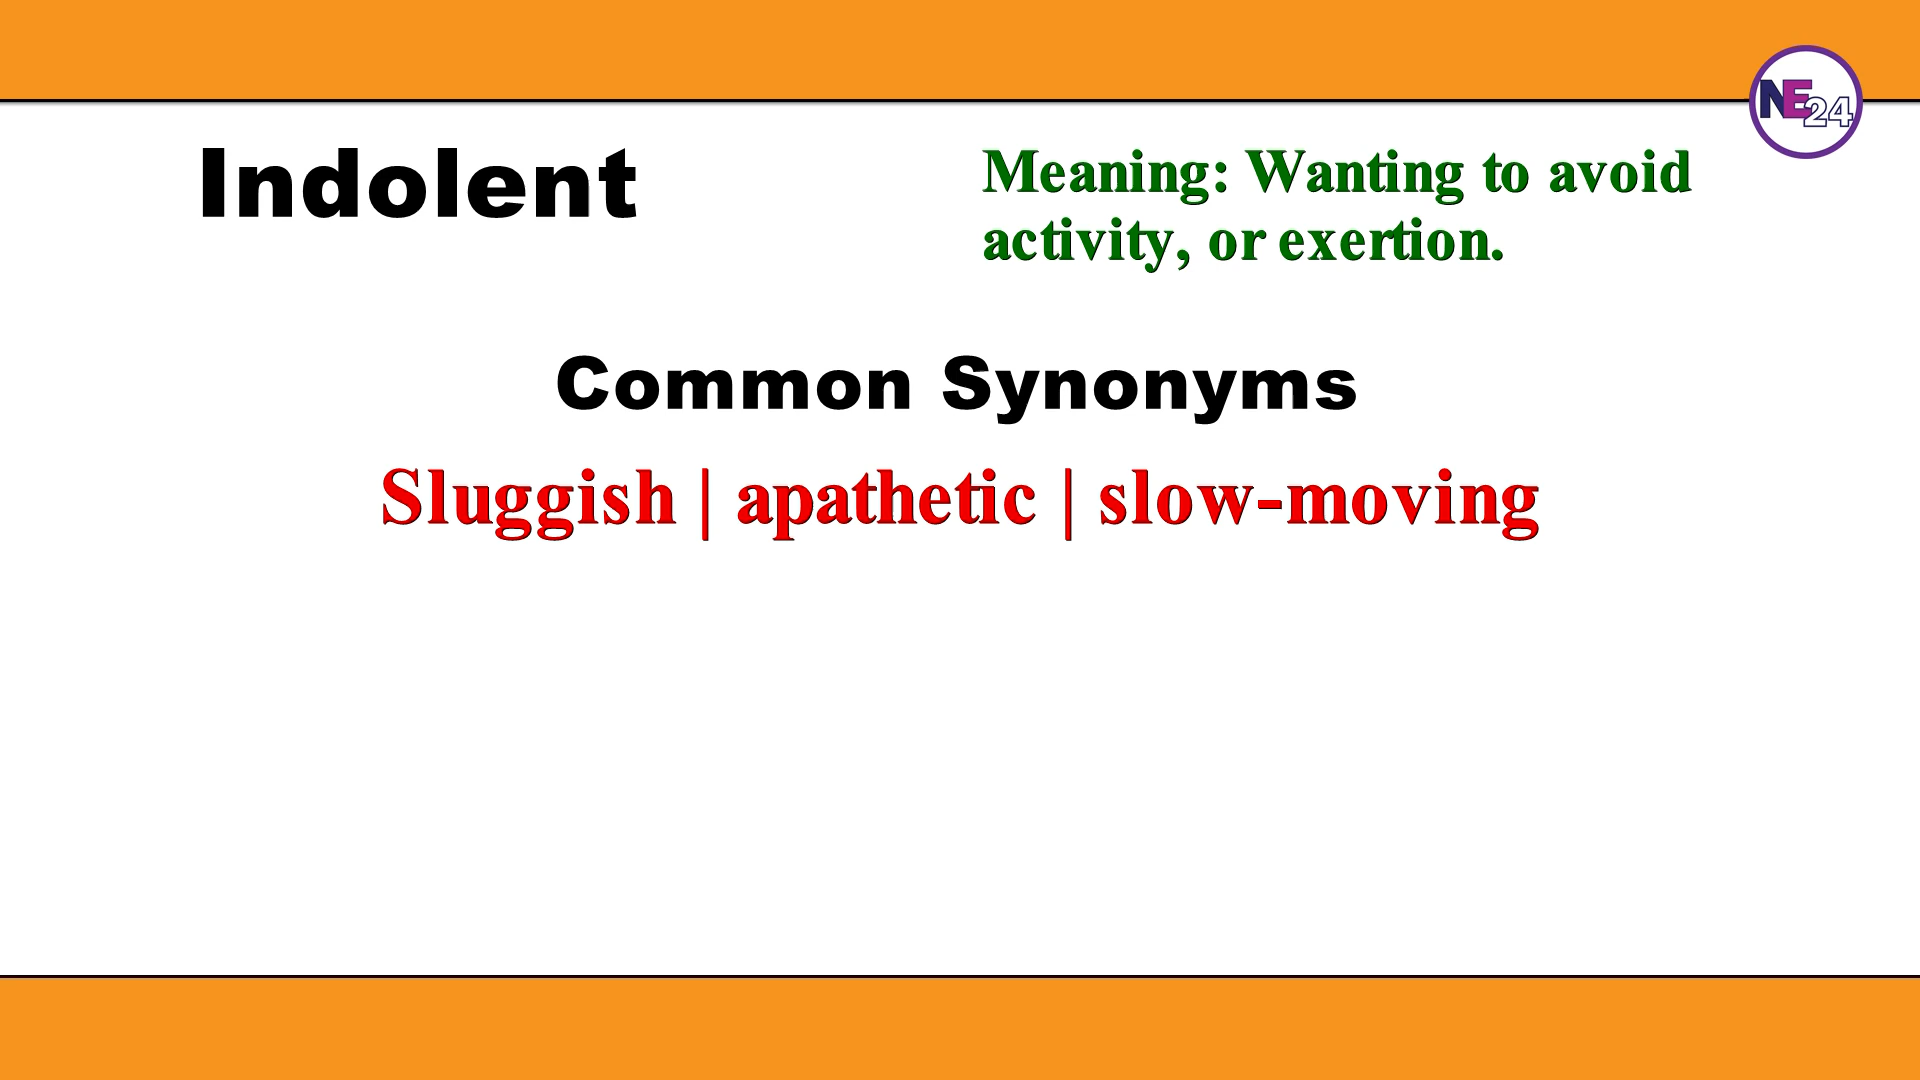 NE24
Indolent
Meaning: Wanting to avoid
activity, or exertion.
Common Synonyms
Sluggish | apathetic | slow-moving